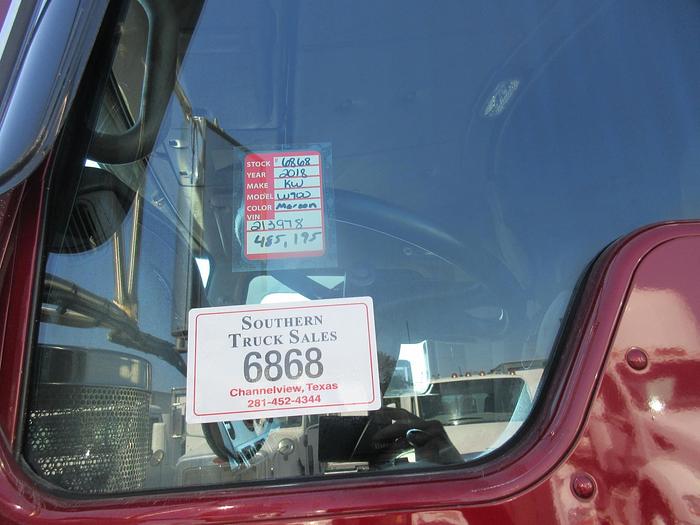 STOCK # 6868
YEAR 2018
MAKE KW
MODEL W900
COLOR Maroon
VIN
213978
485,195
SOUTHERN
TRUCK SALES
6868
Channelview, Texas
281-452-4344